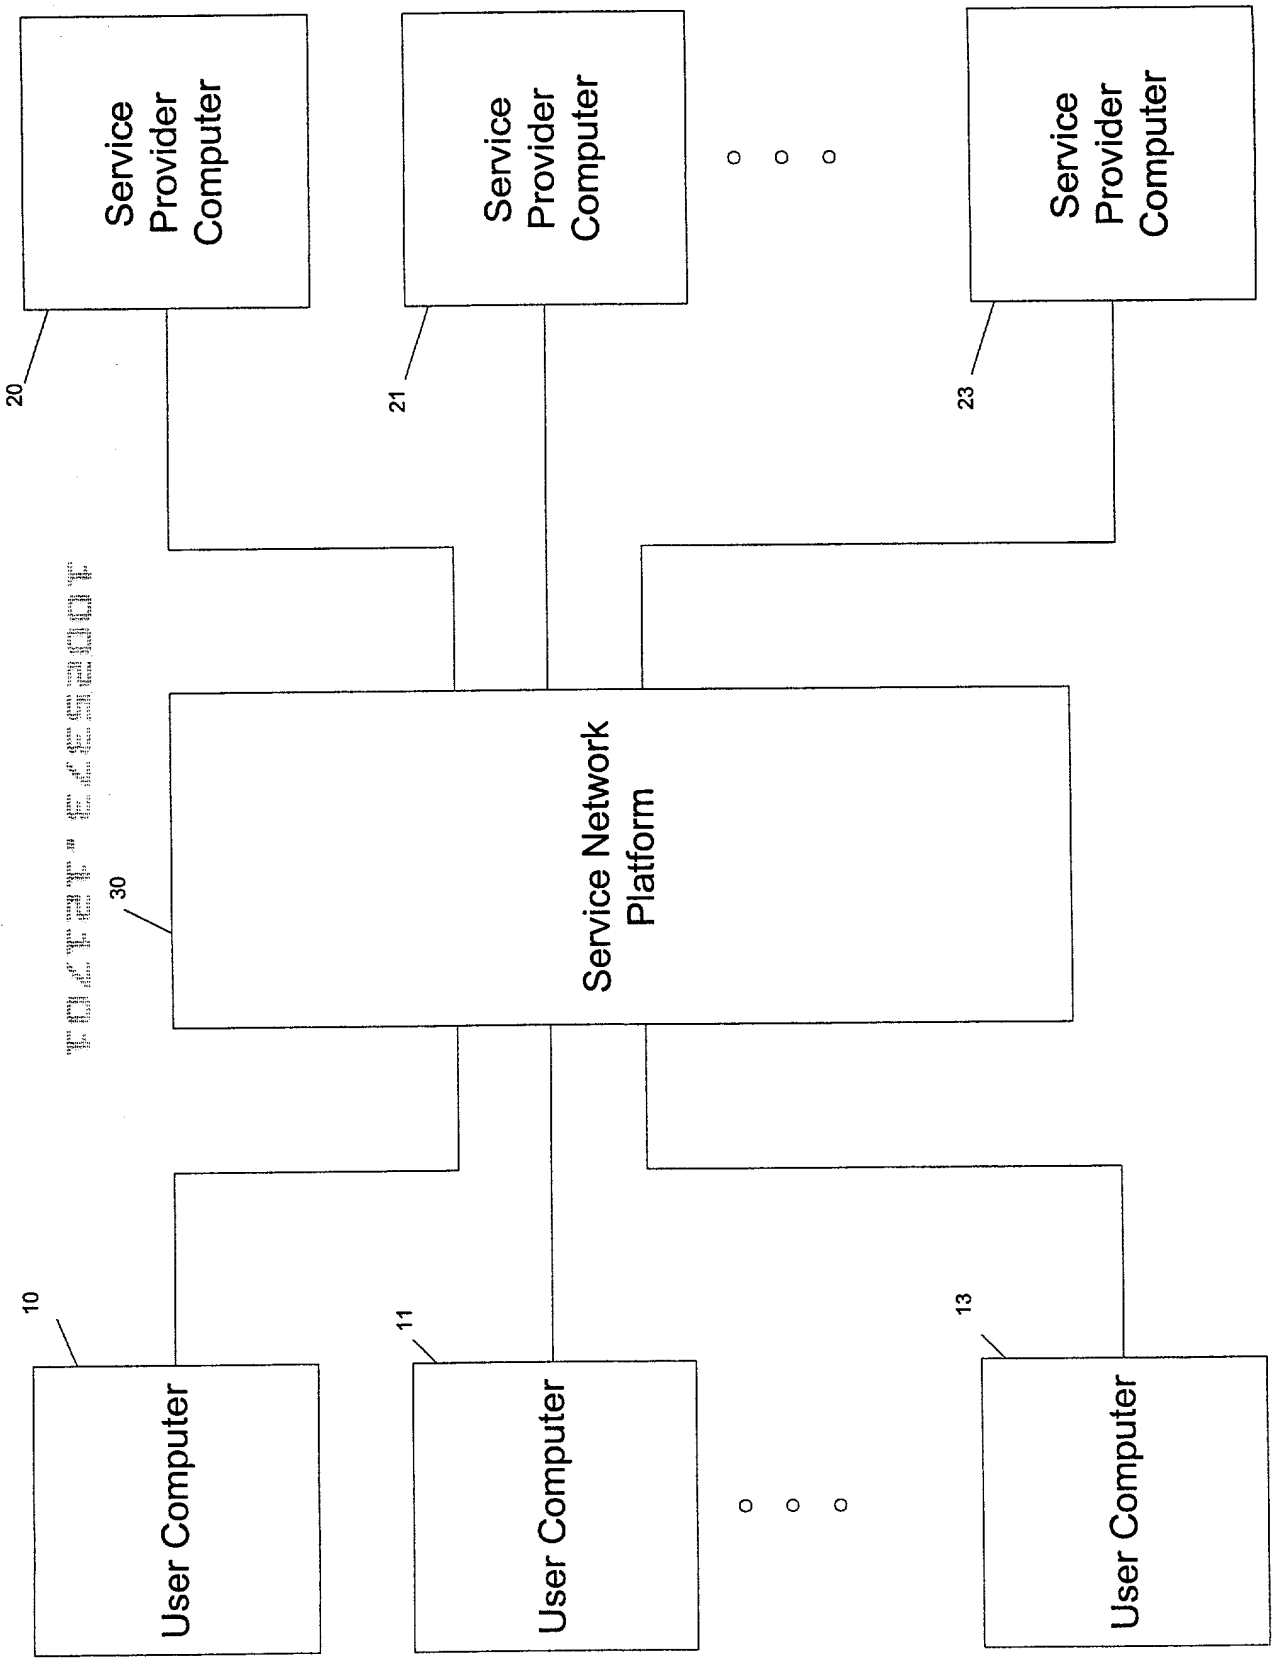 10
User Computer
11
User Computer
13
User Computer
30
Service Network
Platform
20
Service
Provider
Computer
21
Service
Provider
Computer
23
Service
Provider
Computer